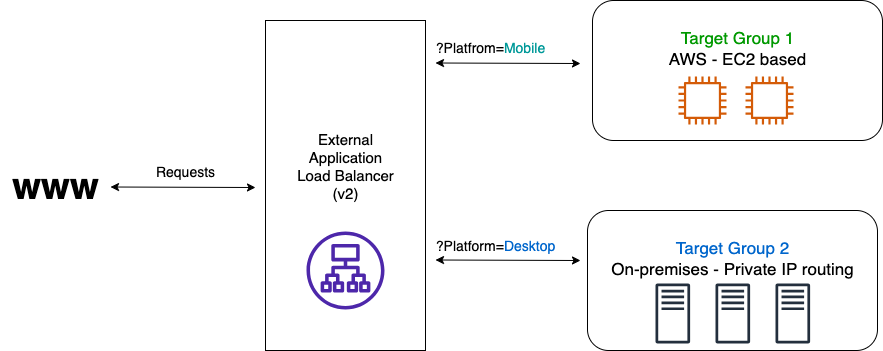 www
Requests
External
Application
Load Balancer
(v2)
?Platfrom=Mobile
Target Group 1
AWS - EC2 based
?Platform=Desktop
Target Group 2
On-premises - Private IP routing